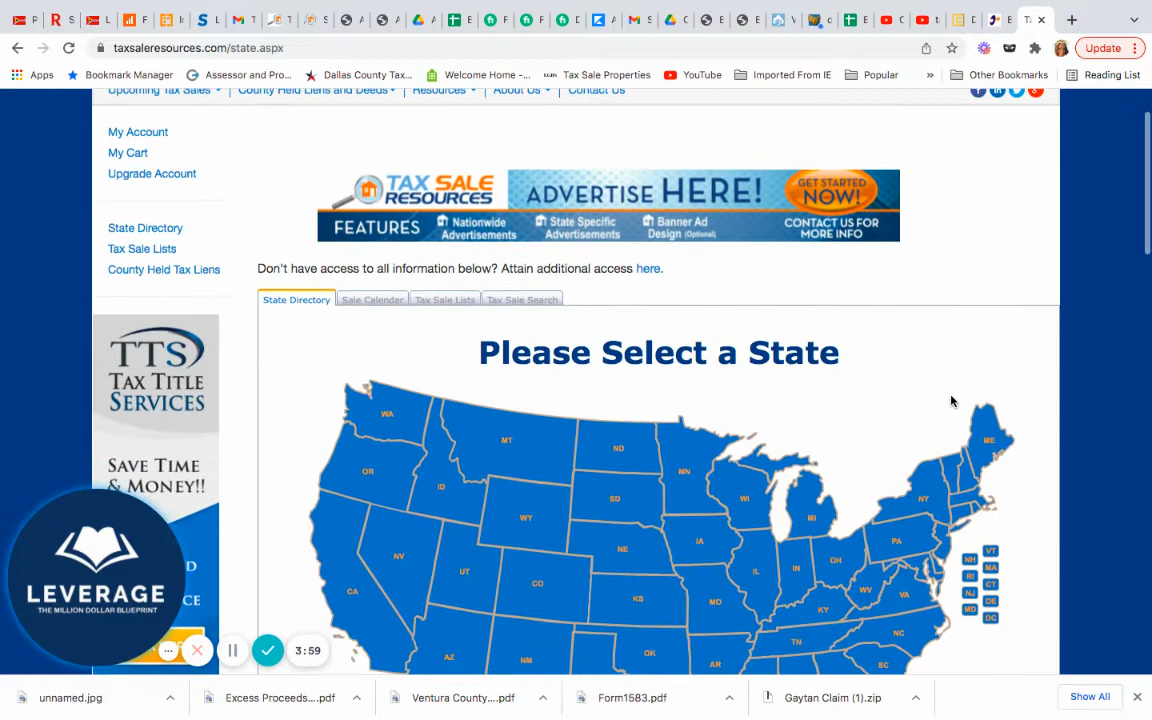 taxsaleresources.com/state.aspx
Update
Apps
Bookmark Manager
Assessor and Pro...
Dallas County Tax...
Welcome Home -...
Tax Sale Properties
YouTube
Imported From IE
Popular
»
Other Bookmarks
Reading List
Upcoming Tax Sales
County Held Liens and Deeds
Resources
About Us
Contact Us
My Account
My Cart
Upgrade Account
State Directory
Tax Sale Lists
County Held Tax Liens
TAX SALE
RESOURCES
ADVERTISE HERE!
GET STARTED
NOW!
FEATURES
Nationwide
Advertisements
State Specific
Advertisements
Banner Ad
Design (Optional)
CONTACT US FOR
MORE INFO
Don't have access to all information below? Attain additional access here.
State Directory
Sale Calendar
Tax Sale Lists
Tax Sale Search
Please Select a State
TTS
TAX TITLE
SERVICES
SAVE TIME
& MONEY!!
WA
MT
ND
MN
ME
OR
ID
SD
WI
MI
NY
WY
NE
IA
PA
NV
UT
CO
IL
IN
OH
CA
KS
MO
WV
VA
KY
NH
VT
MA
RI
CT
NJ
DE
MD
DC
AZ
NM
OK
AR
TN
NC
SC
LEVERAGE
THE MILLION DOLLAR BLUEPRINT
3:59
unnamed.jpg
Excess Proceeds....pdf
Ventura County....pdf
Form1583.pdf
Gaytan Claim (1).zip
Show All